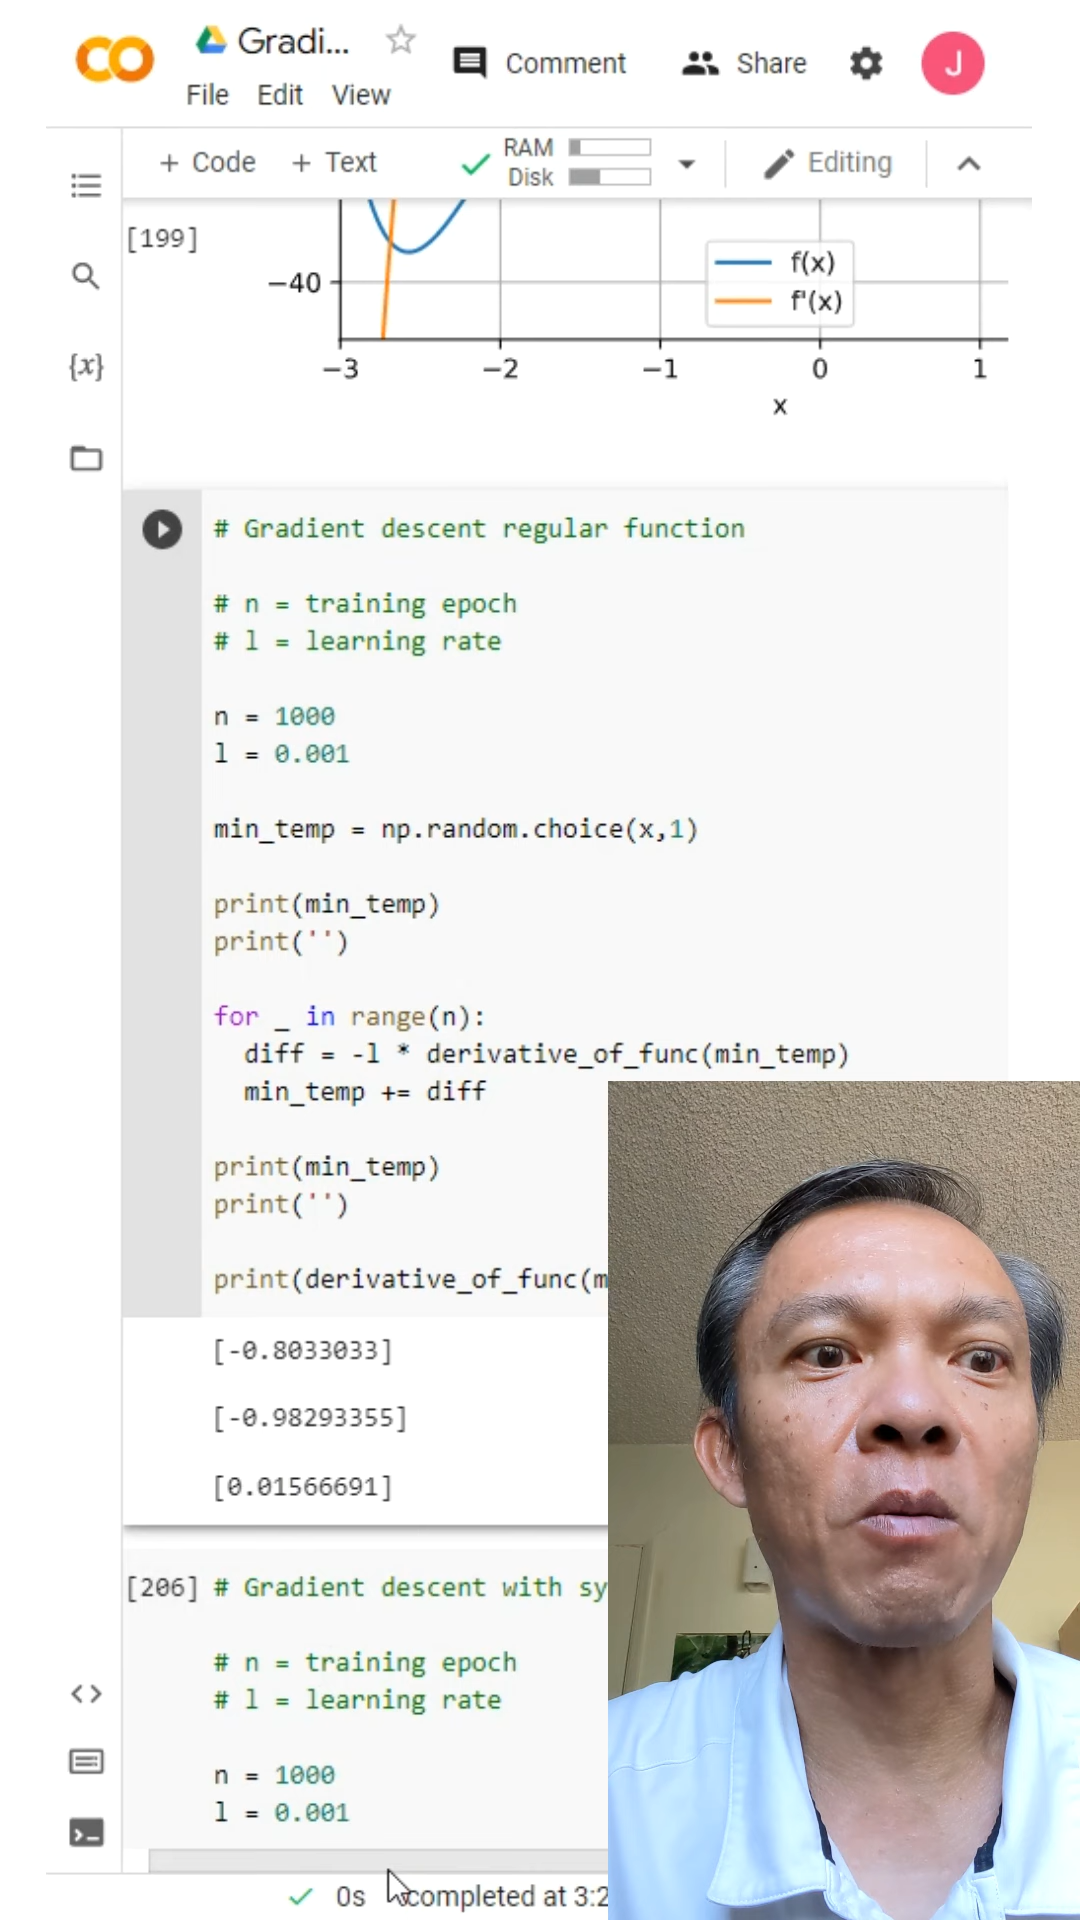 Gradi...
Comment
Share
J
File Edit View
+ Code + Text
RAM
Disk
Editing
[199]
−40
f(x)
f'(x)
−3 −2 −1 0 1
x
{x}
# Gradient descent regular function
# n = training epoch
# l = learning rate
n = 1000
l = 0.001
min_temp = np.random.choice(x,1)
print(min_temp)
print('')
for _ in range(n):
diff = -l * derivative_of_func(min_temp)
min_temp += diff
print(min_temp)
print('')
print(derivative_of_func(m
[-0.8033033]
[-0.98293355]
[0.01566691]
[206] # Gradient descent with sy
# n = training epoch
# l = learning rate
n = 1000
l = 0.001
0s completed at 3:2